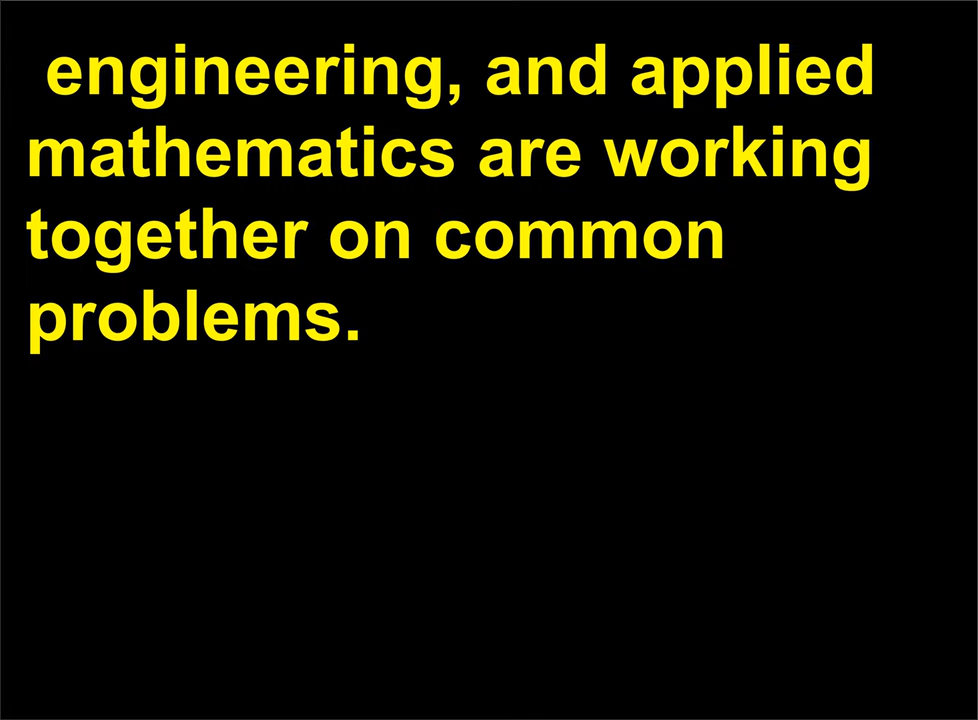 engineering, and applied
mathematics are working
together on common
problems.